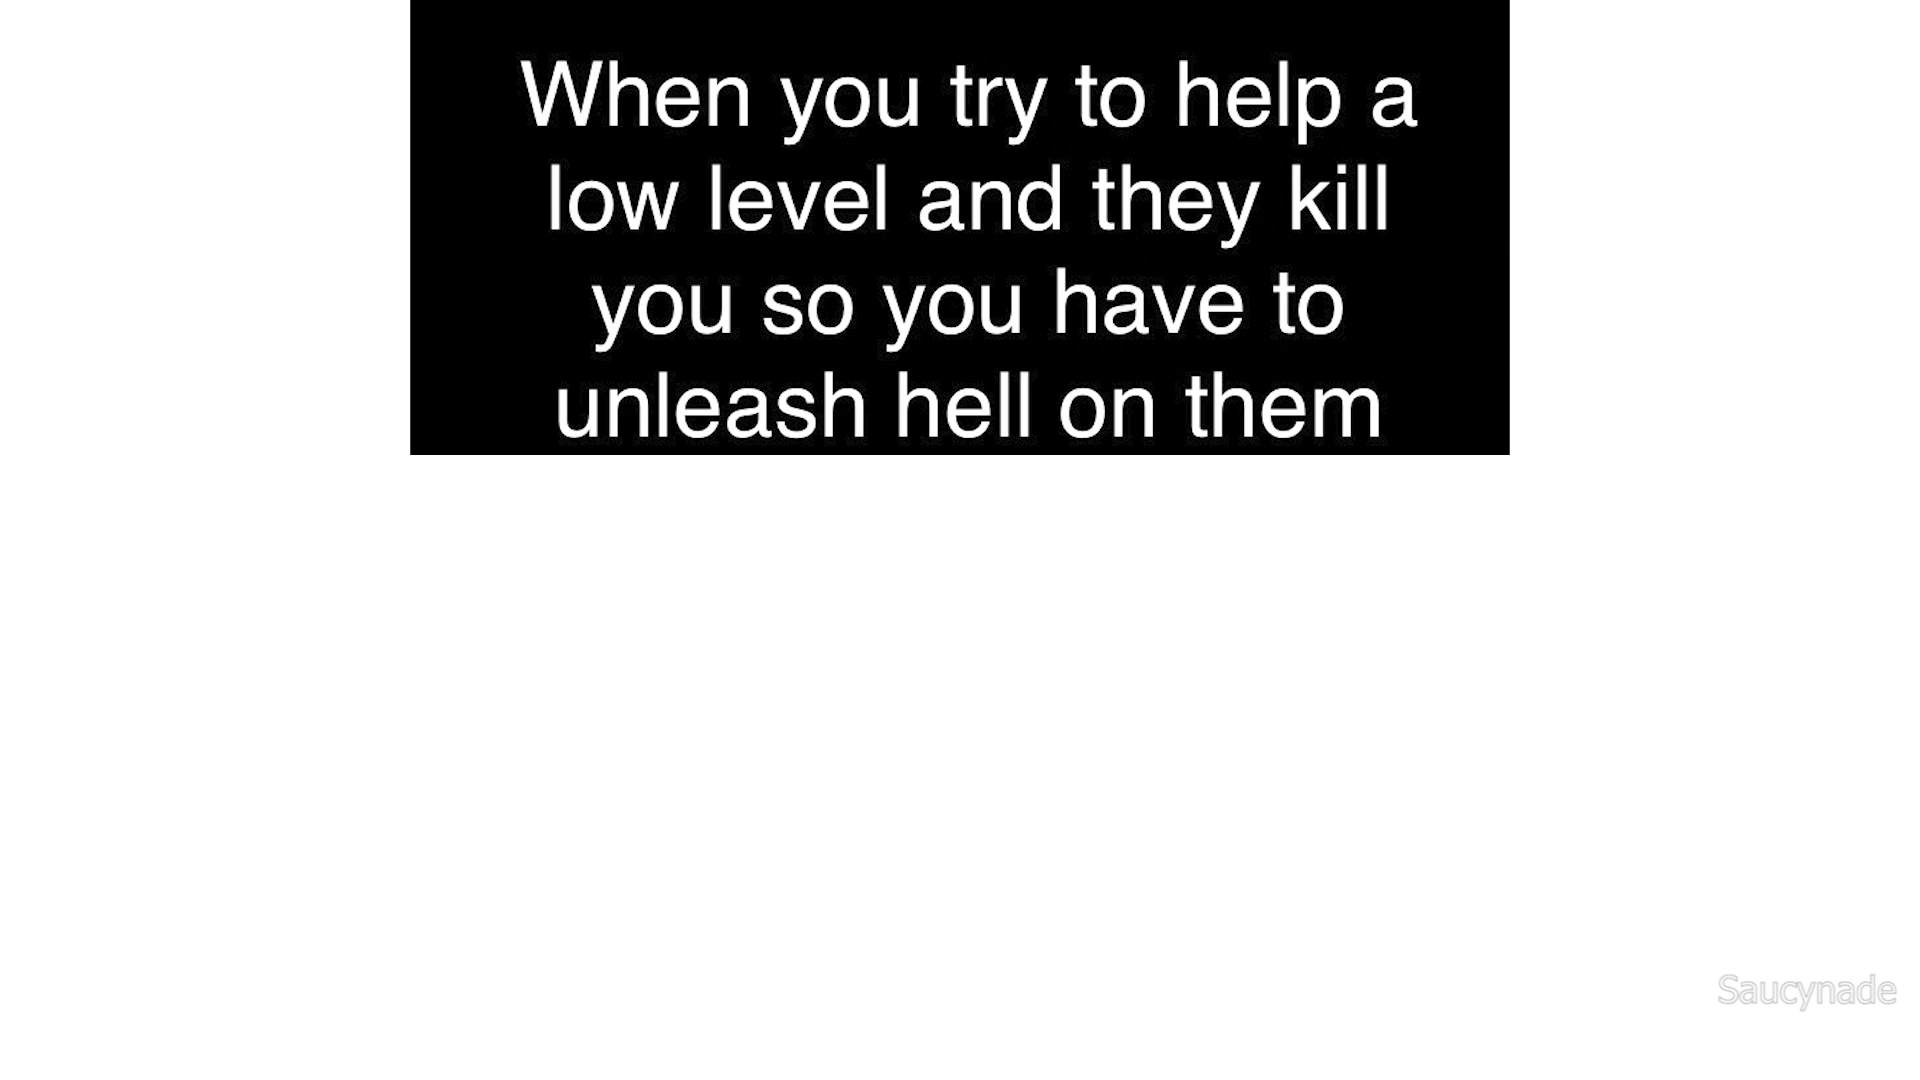 When you try to help a
low level and they kill
you so you have to
unleash hell on them
Saucynade